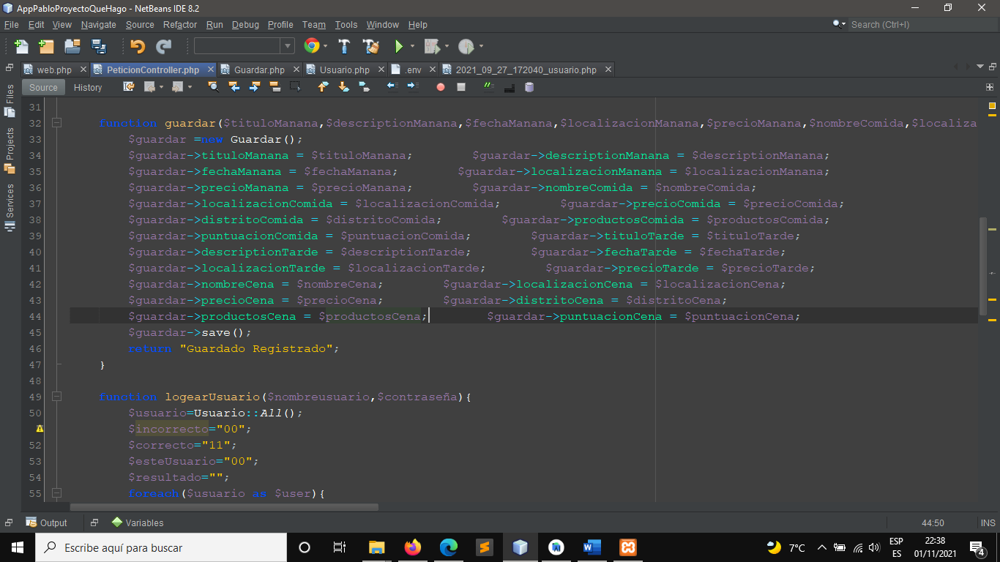 AppPabloProyectoQueHago - NetBeans IDE 8.2
File Edit View Navigate Source Refactor Run Debug Profile Team Tools Window Help
Search (Ctrl+I)
web.php PeticionController.php Guardar.php Usuario.php .env 2021_09_27_172040_usuario.php
Source History
Files
Projects
Services
31
32 function guardar($tituloManana,$descriptionManana,$fechaManana,$localizacionManana,$precioManana,$nombreComida,$localiza
33 $guardar =new Guardar();
34 $guardar->tituloManana = $tituloManana; $guardar->descriptionManana = $descriptionManana;
35 $guardar->fechaManana = $fechaManana; $guardar->localizacionManana = $localizacionManana;
36 $guardar->precioManana = $precioManana; $guardar->nombreComida = $nombreComida;
37 $guardar->localizacionComida = $localizacionComida; $guardar->precioComida = $precioComida;
38 $guardar->distritoComida = $distritoComida; $guardar->productosComida = $productosComida;
39 $guardar->puntuacionComida = $puntuacionComida; $guardar->tituloTarde = $tituloTarde;
40 $guardar->descriptionTarde = $descriptionTarde; $guardar->fechaTarde = $fechaTarde;
41 $guardar->localizacionTarde = $localizacionTarde; $guardar->precioTarde = $precioTarde;
42 $guardar->nombreCena = $nombreCena; $guardar->localizacionCena = $localizacionCena;
43 $guardar->precioCena = $precioCena; $guardar->distritoCena = $distritoCena;
44 $guardar->productosCena = $productosCena; $guardar->puntuacionCena = $puntuacionCena;
45 $guardar->save();
46 return "Guardado Registrado";
47 }
48
49 function logearUsuario($nombreusuario,$contraseña){
50 $usuario=Usuario::All();
$incorrecto="00";
52 $correcto="11";
53 $esteUsuario="00";
54 $resultado="";
55 foreach($usuario as $user){
Output Variables
44:50 INS
Escribe aquí para buscar
7°C
ESP
ES
22:38
01/11/2021
4